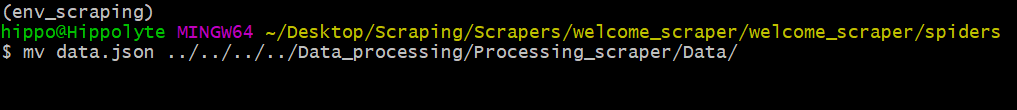 (env_scraping)
hippo@Hippolyte MINGW64 ~/Desktop/Scraping/Scrapers/welcome_scraper/welcome_scraper/spiders
$ mv data.json ../../../../Data_processing/Processing_scraper/Data/